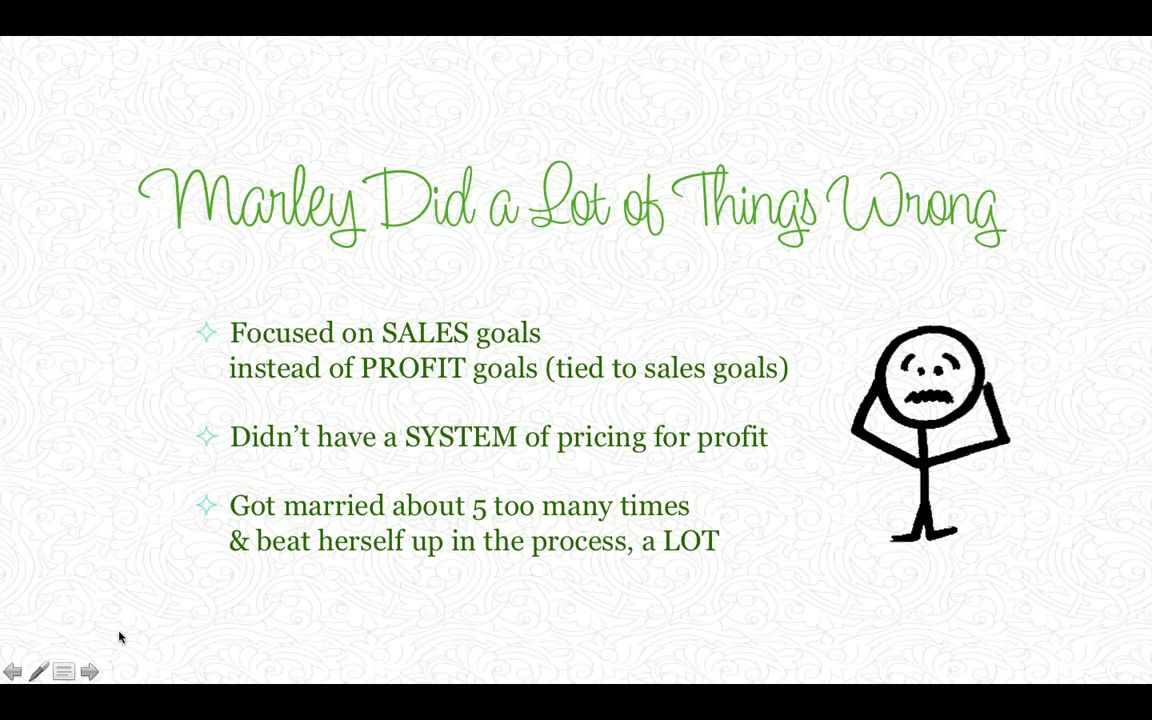 Marley Did a Lot of Things Wrong
Focused on SALES goals
instead of PROFIT goals (tied to sales goals)
Didn’t have a SYSTEM of pricing for profit
Got married about 5 too many times
& beat herself up in the process, a LOT